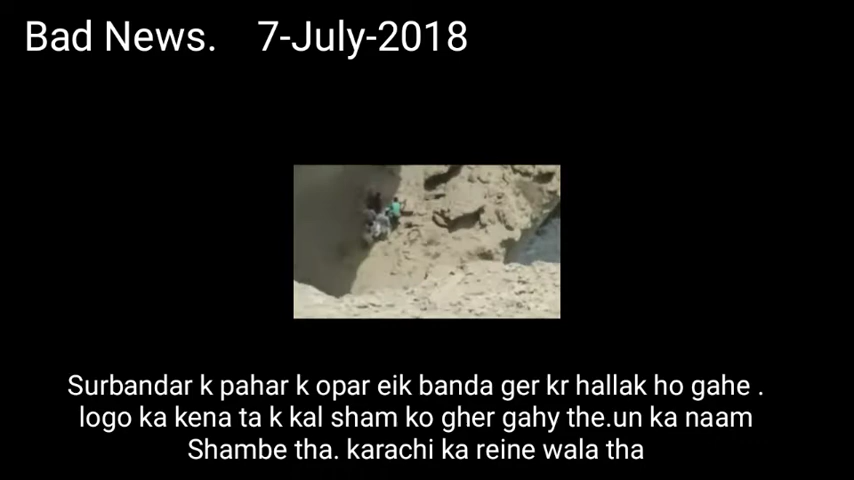 Bad News. 7-July-2018
Surbandar k pahar k opar eik banda ger kr hallak ho gahe .
logo ka kena ta k kal sham ko gher gahy the.un ka naam
Shambe tha. karachi ka reine wala tha